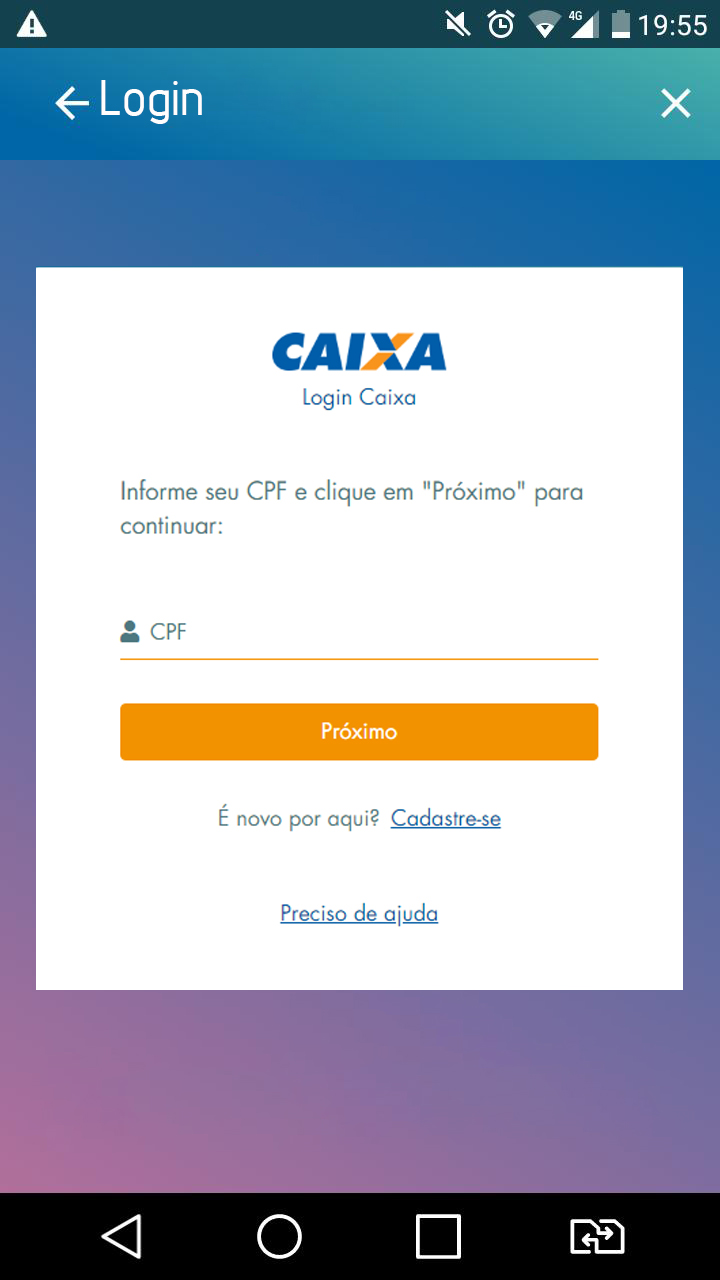 4G 19:55
Login
CAIXA
Login Caixa
Informe seu CPF e clique em "Próximo" para
continuar:
CPF
Próximo
É novo por aqui? Cadastre-se
Preciso de ajuda